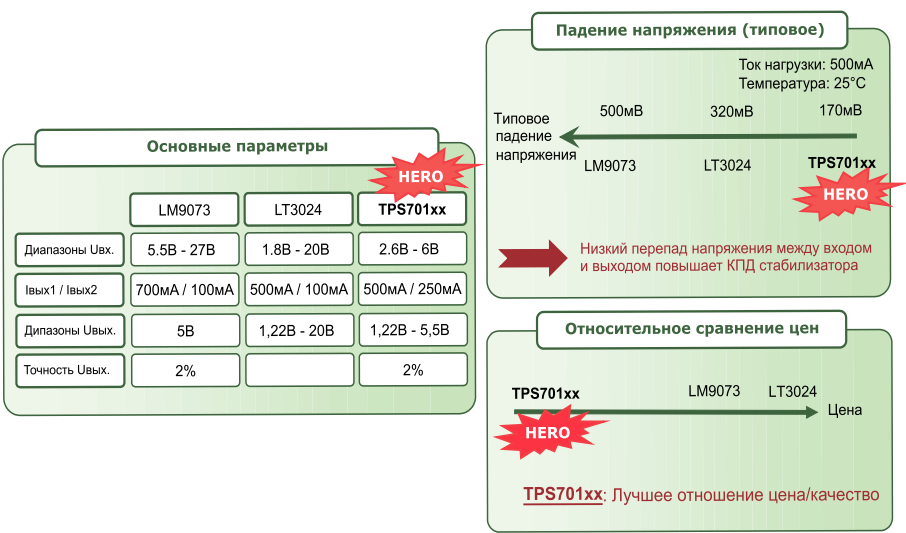 Основные параметры
HERO
LM9073 LT3024 TPS701xx
Диапазоны Uвх. 5.5В - 27В 1.8В - 20В 2.6В - 6В
Iвых1 / Iвых2 700мА / 100мА 500мА / 100мА 500мА / 250мА
Дипазоны Uвых. 5В 1,22В - 20В 1,22В - 5,5В
Точность Uвых. 2% 2%
Падение напряжения (типовое)
Ток нагрузки: 500мА
Температура: 25°С
500мВ 320мВ 170мВ
Типовое
падение
напряжения
LM9073 LT3024 TPS701xx
HERO
Низкий перепад напряжения между входом
и выходом повышает КПД стабилизатора
Относительное сравнение цен
TPS701xx LM9073 LT3024
Цена
HERO
TPS701xx: Лучшее отношение цена/качество